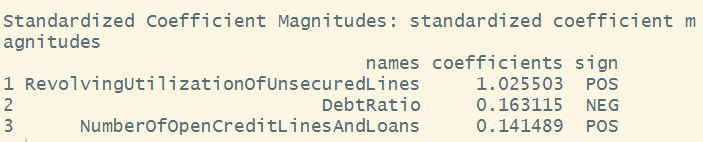 Standardized Coefficient Magnitudes: standardized coefficient m
agnitudes
names coefficients sign
1 RevolvingUtilizationOfUnsecuredLines 1.025503 POS
2 DebtRatio 0.163115 NEG
3 NumberOfOpenCreditLinesAndLoans 0.141489 POS